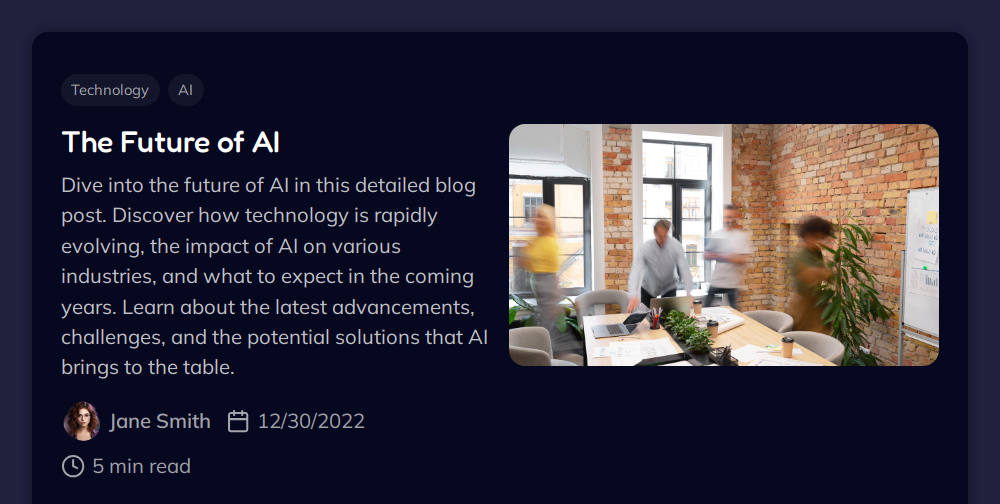 Technology AI
The Future of AI
Dive into the future of AI in this detailed blog
post. Discover how technology is rapidly
evolving, the impact of AI on various
industries, and what to expect in the coming
years. Learn about the latest advancements,
challenges, and the potential solutions that AI
brings to the table.
Jane Smith 12/30/2022
5 min read